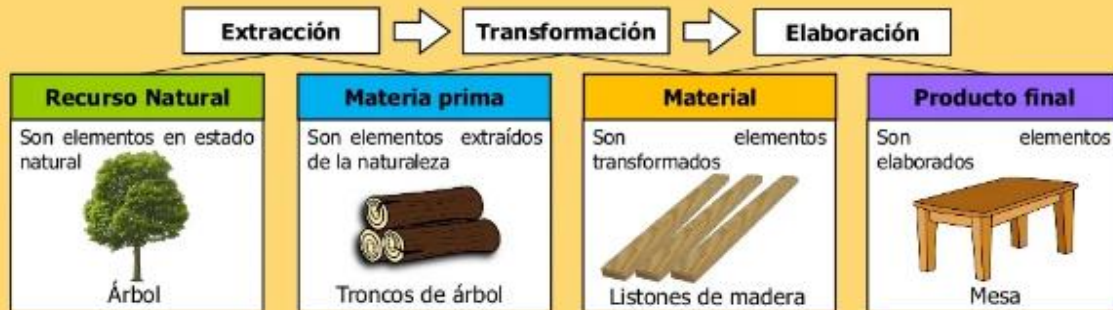 Extracción
Transformación
Elaboración
Recurso Natural
Son elementos en estado
natural
Árbol
Materia prima
Son elementos extraídos
de la naturaleza
Troncos de árbol
Material
Son elementos
transformados
Listones de madera
Producto final
Son elementos
elaborados
Mesa